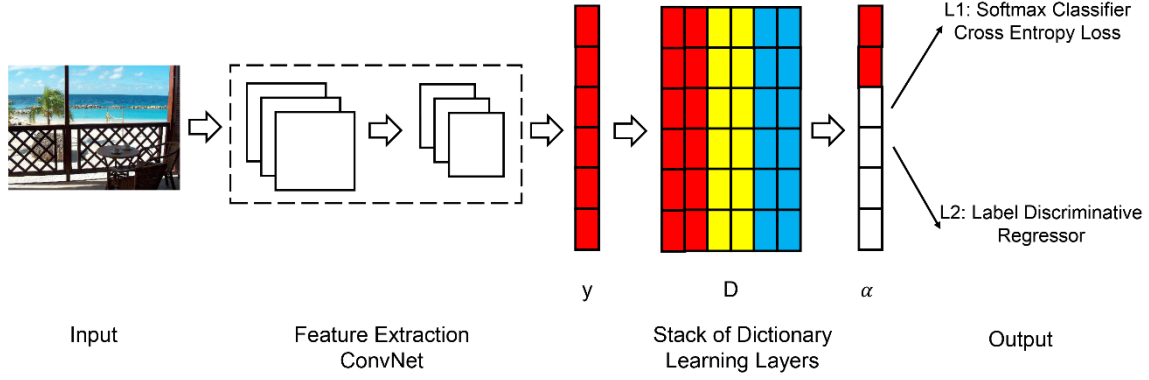 L1: Softmax Classifier
Cross Entropy Loss
L2: Label Discriminative
Regressor
y
D
α
Input
Feature Extraction
ConvNet
Stack of Dictionary
Learning Layers
Output